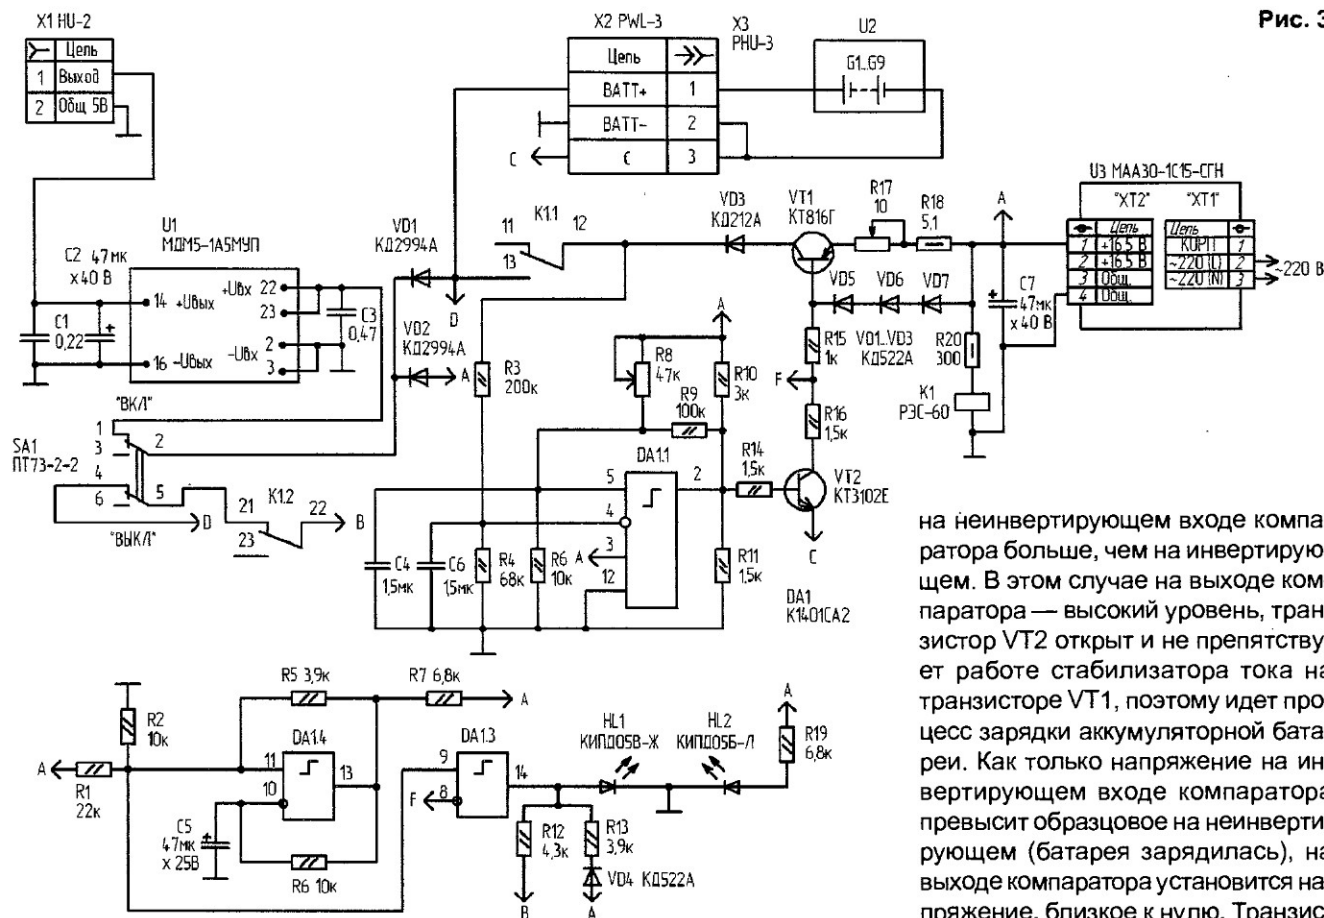 Рис. 3
X1 HU-2
Цепь
1 Выход
2 Общ 5В
X2 PWL-3
Цепь
ВАТТ+ 1
ВАТТ- 2
Є 3
С
X3
PHU-3
U2
G1..G9
U3 МАА30-1С15-СГН
"XT2"
Цепь
1 +16.5 В
2 +16.5 В
3 Общ.
4 Общ.
"XT1"
Цепь
КОРП 1
~220 (L) 2
~220 (N) 3
~220 В
U1
МДМ5-1А5МУП
14 +Uвых
16 -Uвых
+Uвх 22
23
-Uвх 2
3
C2 47мк
x 40 В
C1
0,22
C3
0,47
VD1
КД2994А
VD2
КД2994А
A
D
K1.1
11
12
13
VD3
КД212А
VT1
КТ816Г
R17
10
R18
5,1
A
C7
47мк
x 40 В
VD5
VD6
VD7
VD1...VD3
КД522А
R20
300
K1
РЭС-60
R15
1к
F
R16
1,5к
R3
200к
R8
47к
A
R10
3к
R9
100к
DA1.1
5
4
3
12
2
A
R14
1,5к
VT2
КТ3102Е
C
R11
1,5к
DA1
К1401СА2
C4
1,5мк
C6
1,5мк
R4
68к
R6
10к
"ВКЛ"
SA1
ПТ73-2-2
1
3
2
4
6
5
"ВЫКЛ"
D
K1.2
21
22
23
B
R2
10к
A
R1
22к
R5 3,9к
R7 6,8к
A
DA1.4
11
10
13
C5
47мк
x 25В
R6 10к
DA1.3
9
8
14
F
HL1
КИПД05В-Ж
HL2
КИПД05Б-Л
A
R19
6,8к
R12
4,3к
R13
3,9к
VD4 КД522А
B
A
на неинвертирующем входе компа-
ратора больше, чем на инвертирую-
щем. В этом случае на выходе ком-
паратора — высокий уровень, тран-
зистор VT2 открыт и не препятству-
ет работе стабилизатора тока на
транзисторе VT1, поэтому идет про-
цесс зарядки аккумуляторной бата-
реи. Как только напряжение на ин-
вертирующем входе компаратора
превысит образцовое на неинверти-
рующем (батарея зарядилась), на
выходе компаратора установится на-
пряжение, близкое к нулю. Транзис-